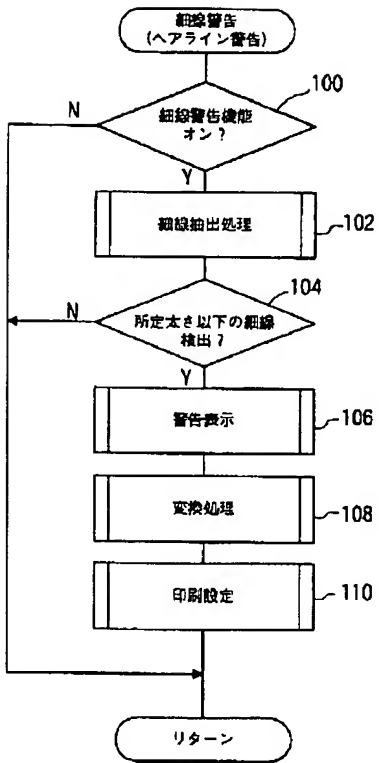 細線警告
(ヘアライン警告)
100
N
細線警告機能
オン?
Y
細線抽出処理
102
104
N
所定太さ以下の細線
検出?
Y
警告表示
106
変換処理
108
印刷設定
110
リターン